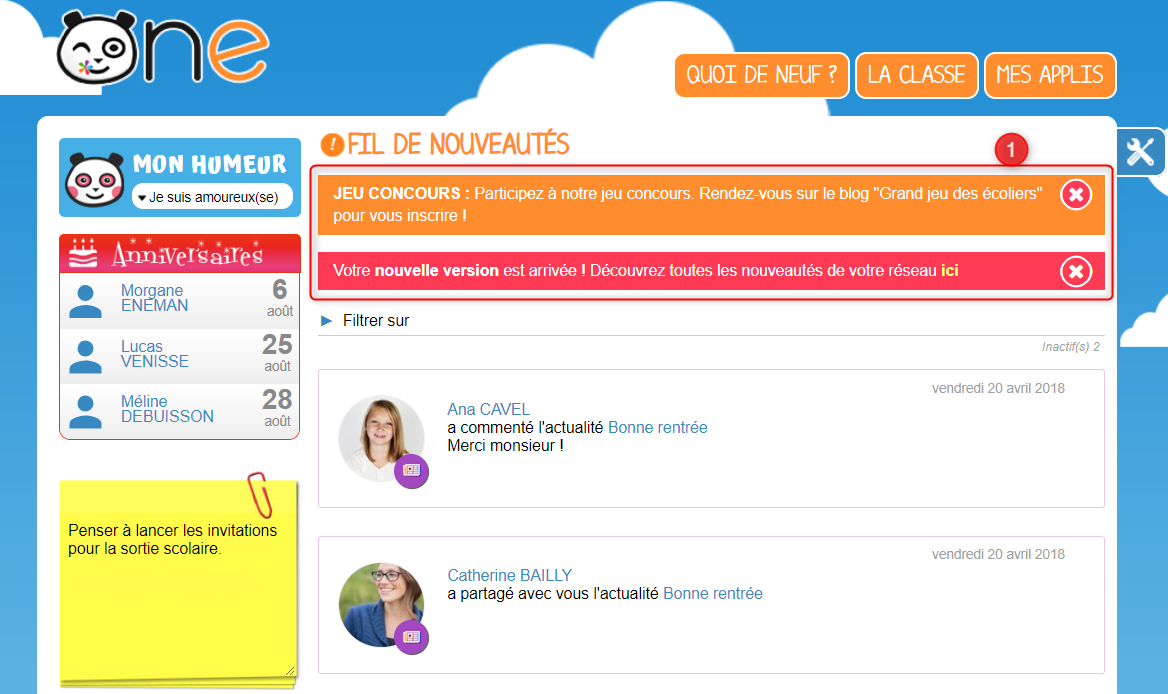 one
QUOI DE NEUF ?
LA CLASSE
MES APPLIS
MON HUMEUR
Je suis amoureux(se)
Anniversaires
Morgane
ENEMAN
6
août
Lucas
VENISSE
25
août
Méline
DEBUISSON
28
août
Penser à lancer les invitations
pour la sortie scolaire.
! FIL DE NOUVEAUTÉS
1
JEU CONCOURS : Participez à notre jeu concours. Rendez-vous sur le blog "Grand jeu des écoliers"
pour vous inscrire !
Votre nouvelle version est arrivée ! Découvrez toutes les nouveautés de votre réseau ici
Filtrer sur
Inactif(s) 2
vendredi 20 avril 2018
Ana CAVEL
a commenté l'actualité Bonne rentrée
Merci monsieur !
vendredi 20 avril 2018
Catherine BAILLY
a partagé avec vous l'actualité Bonne rentrée